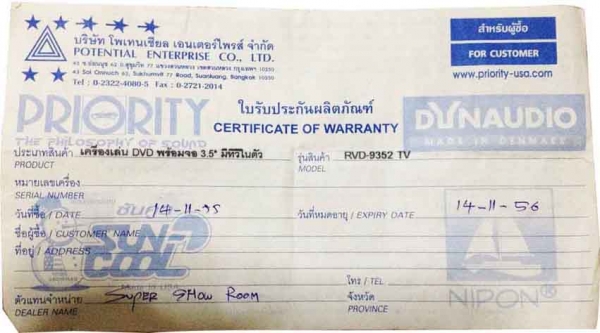 บริษัท โพเทนเชียล เอนเตอร์ไพรส์ จำกัด
POTENTIAL ENTERPRISE CO., LTD.
43 Soi Onnuch 62, Sukhumvit 77 Road, Suanluang, Bangkok 10250
Tel : 0-2322-4000-5 Fax : 0-2721-2014
สำหรับผู้ซื้อ
FOR CUSTOMER
www.priority-usa.com
PRIORITY
THE PHILOSOPHY OF SOUND
ใบรับประกันผลิตภัณฑ์
CERTIFICATE OF WARRANTY
DYNAUDIO
ประเภทสินค้า เครื่องเล่น DVD พร้อมจอ 3.5" มีทีวีในตัว รุ่นสินค้า RVD-9352 TV
PRODUCT MODEL
หมายเลขเครื่อง
SERIAL NUMBER
วันที่ซื้อ / DATE 14-11-55 วันที่หมดอายุ / EXPIRY DATE 14-11-56
ชื่อผู้ซื้อ / CUSTOMER NAME
ที่อยู่ / ADDRESS
SUN COOL
โทร / TEL
ตัวแทนจำหน่าย SUPER SHOW ROOM จังหวัด
DEALER NAME PROVINCE
NIPON